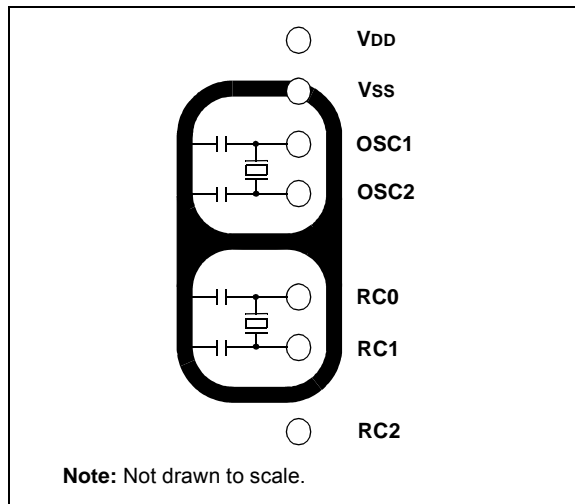 VDD
VSS
OSC1
OSC2
RC0
RC1
RC2
Note: Not drawn to scale.